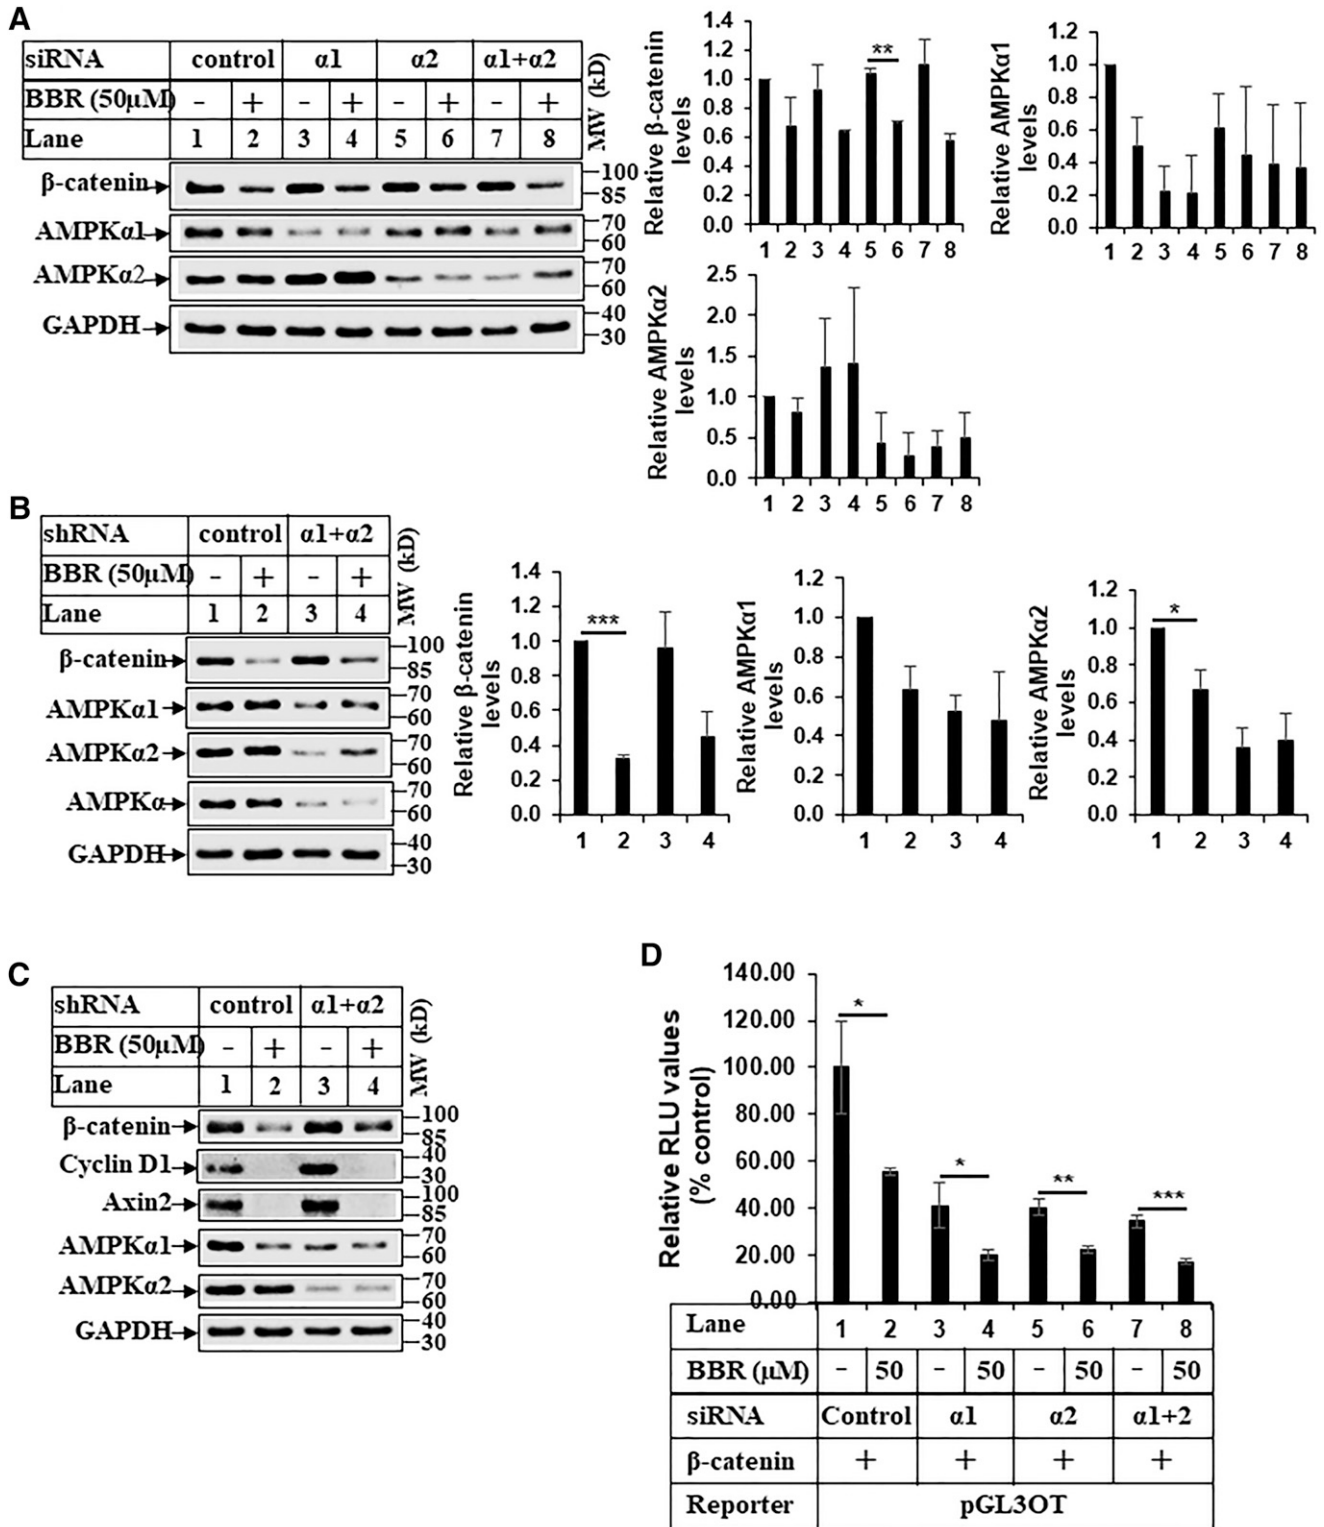 A
siRNA control α1 α2 α1+α2 MW (kD)
BBR (50μM) - + - + - + - +
Lane 1 2 3 4 5 6 7 8
β-catenin 100 85
AMPKα1 70 60
AMPKα2 70 60
GAPDH 40 30
Relative β-catenin levels
1.4
1.2
1.0
0.8
0.6
0.4
0.2
0.0
**
1 2 3 4 5 6 7 8
Relative AMPKα1 levels
1.2
1.0
0.8
0.6
0.4
0.2
0.0
1 2 3 4 5 6 7 8
Relative AMPKα2 levels
2.5
2.0
1.5
1.0
0.5
0.0
1 2 3 4 5 6 7 8
B
shRNA control α1+α2 MW (kD)
BBR (50μM) - + - +
Lane 1 2 3 4
β-catenin 100 85
AMPKα1 70 60
AMPKα2 70 60
AMPKα 70 60
GAPDH 40 30
Relative β-catenin levels
1.4
1.2
1.0
0.8
0.6
0.4
0.2
0.0
***
1 2 3 4
Relative AMPKα1 levels
1.2
1.0
0.8
0.6
0.4
0.2
0.0
1 2 3 4
Relative AMPKα2 levels
1.2
1.0
0.8
0.6
0.4
0.2
0.0
*
1 2 3 4
C
shRNA control α1+α2 MW (kD)
BBR (50μM) - + - +
Lane 1 2 3 4
β-catenin 100 85
Cyclin D1 40 30
Axin2 100 85
AMPKα1 70 60
AMPKα2 70 60
GAPDH 40 30
D
Relative RLU values (% control)
140.00
120.00
100.00
80.00
60.00
40.00
20.00
0.00
* * ** ***
Lane 1 2 3 4 5 6 7 8
BBR (μM) - 50 - 50 - 50 - 50
siRNA Control α1 α2 α1+2
β-catenin + + + +
Reporter pGL3OT